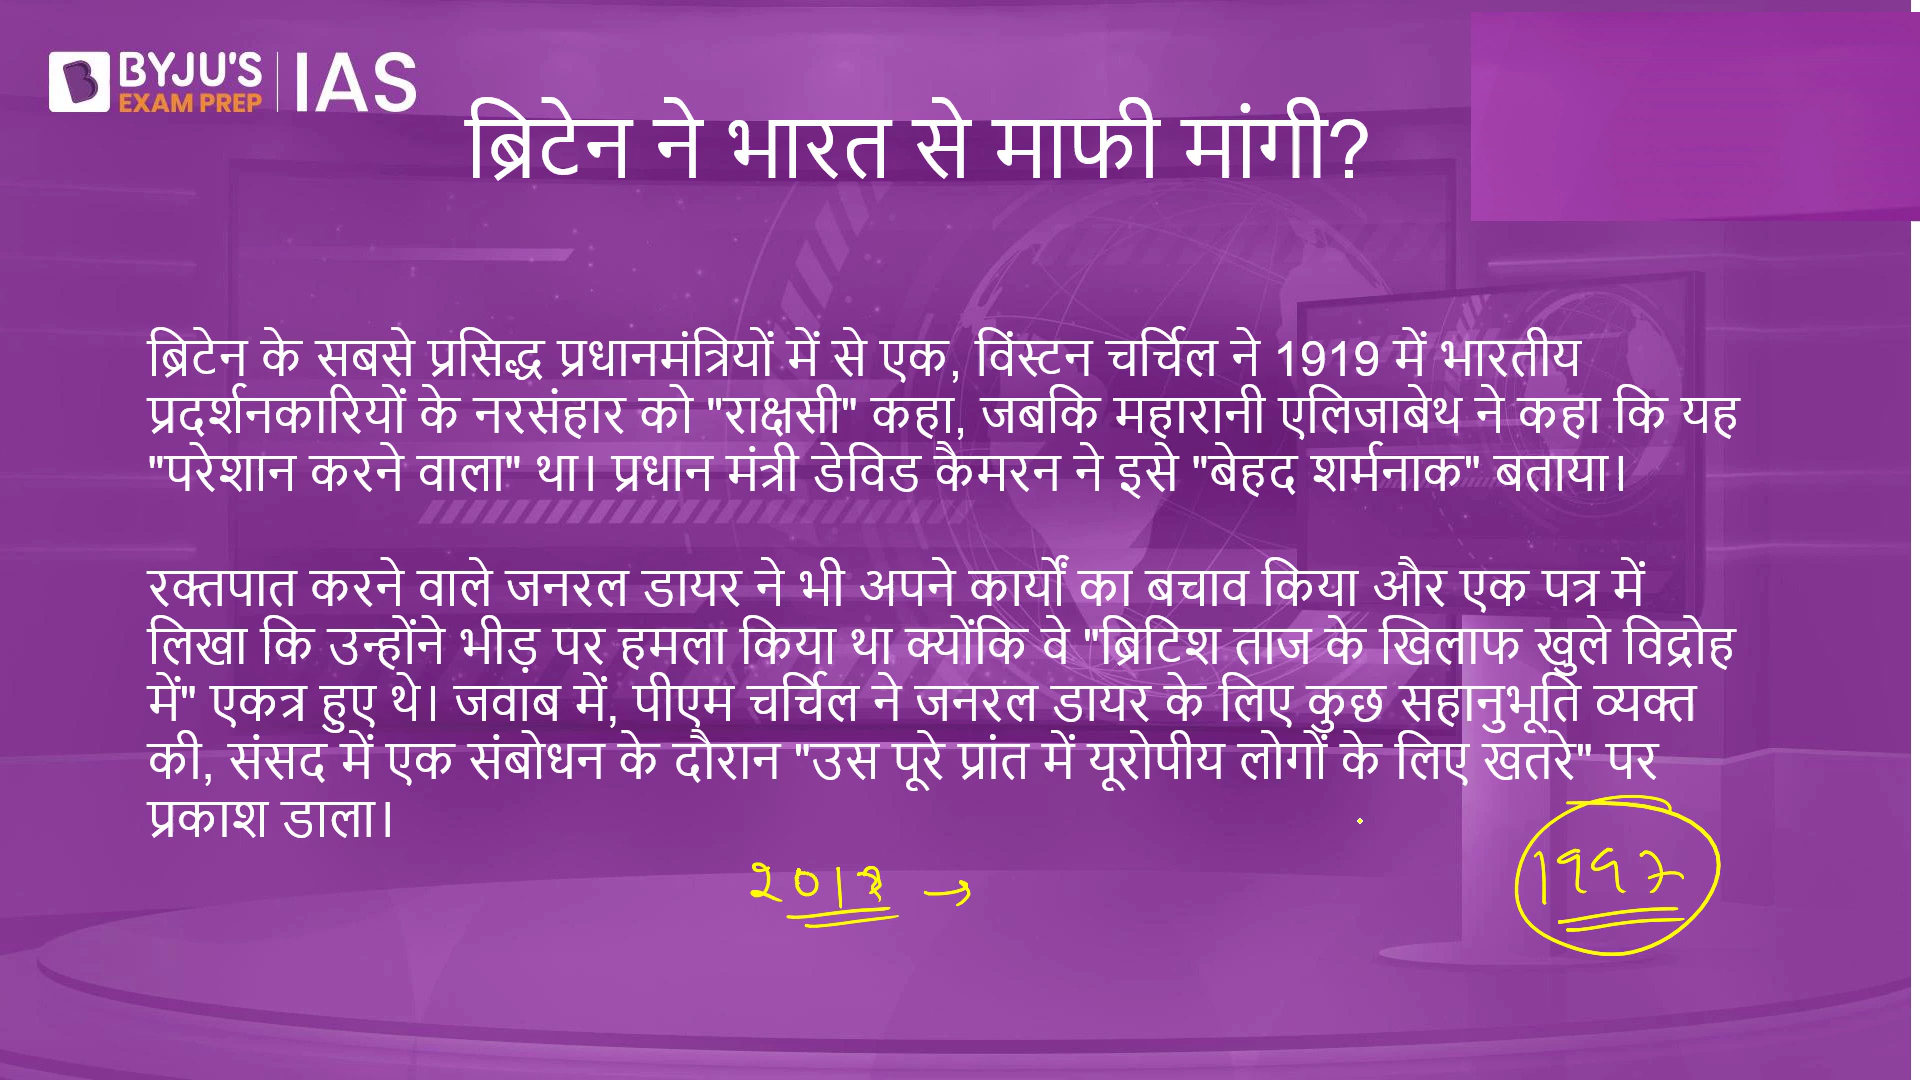 BYJU'S
EXAM PREP
IAS
ब्रिटेन ने भारत से माफी मांगी?
ब्रिटेन के सबसे प्रसिद्ध प्रधानमंत्रियों में से एक, विंस्टन चर्चिल ने 1919 में भारतीय
प्रदर्शनकारियों के नरसंहार को "राक्षसी" कहा, जबकि महारानी एलिजाबेथ ने कहा कि यह
"परेशान करने वाला" था। प्रधान मंत्री डेविड कैमरन ने इसे "बेहद शर्मनाक" बताया।
रक्तपात करने वाले जनरल डायर ने भी अपने कार्यों का बचाव किया और एक पत्र में
लिखा कि उन्होंने भीड़ पर हमला किया था क्योंकि वे "ब्रिटिश ताज के खिलाफ खुले विद्रोह
में" एकत्र हुए थे। जवाब में, पीएम चर्चिल ने जनरल डायर के लिए कुछ सहानुभूति व्यक्त
की, संसद में एक संबोधन के दौरान "उस पूरे प्रांत में यूरोपीय लोगों के लिए खतरे" पर
प्रकाश डाला।
1997